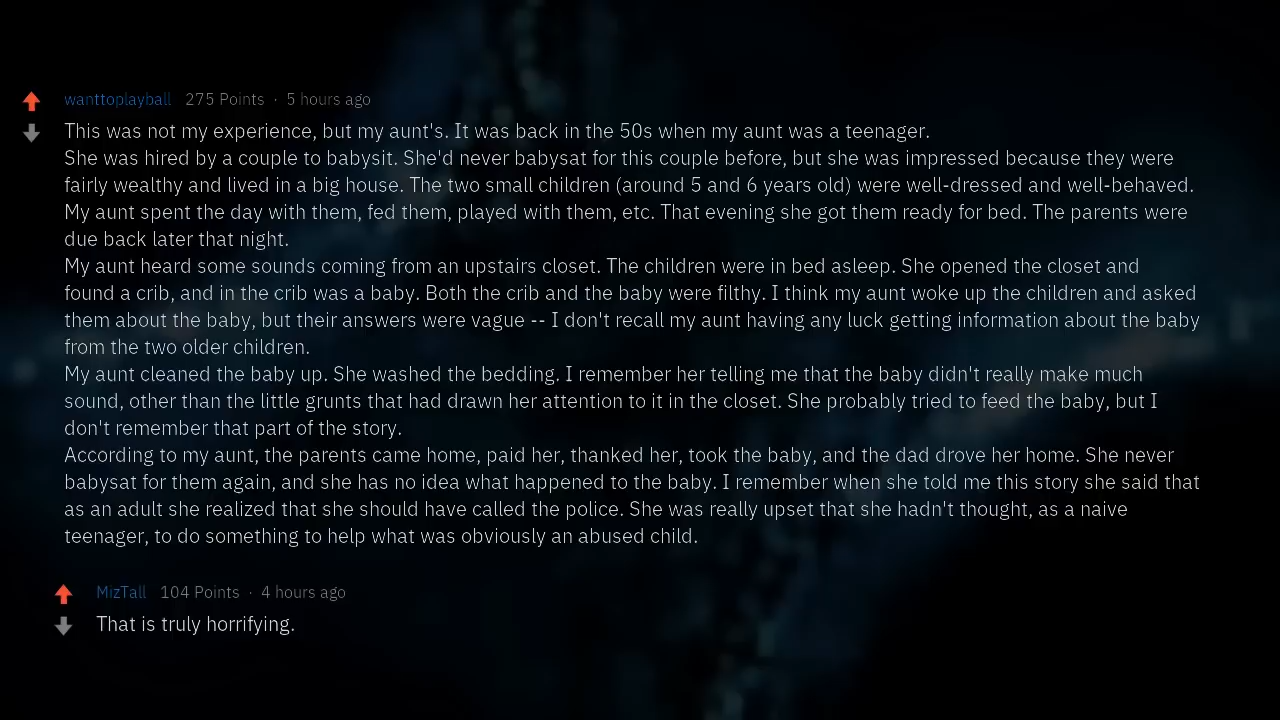 wanttoplayball 275 Points · 5 hours ago
This was not my experience, but my aunt's. It was back in the 50s when my aunt was a teenager.
She was hired by a couple to babysit. She'd never babysat for this couple before, but she was impressed because they were
fairly wealthy and lived in a big house. The two small children (around 5 and 6 years old) were well-dressed and well-behaved.
My aunt spent the day with them, fed them, played with them, etc. That evening she got them ready for bed. The parents were
due back later that night.
My aunt heard some sounds coming from an upstairs closet. The children were in bed asleep. She opened the closet and
found a crib, and in the crib was a baby. Both the crib and the baby were filthy. I think my aunt woke up the children and asked
them about the baby, but their answers were vague -- I don't recall my aunt having any luck getting information about the baby
from the two older children.
My aunt cleaned the baby up. She washed the bedding. I remember her telling me that the baby didn't really make much
sound, other than the little grunts that had drawn her attention to it in the closet. She probably tried to feed the baby, but I
don't remember that part of the story.
According to my aunt, the parents came home, paid her, thanked her, took the baby, and the dad drove her home. She never
babysat for them again, and she has no idea what happened to the baby. I remember when she told me this story she said that
as an adult she realized that she should have called the police. She was really upset that she hadn't thought, as a naive
teenager, to do something to help what was obviously an abused child.
MizTall 104 Points · 4 hours ago
That is truly horrifying.